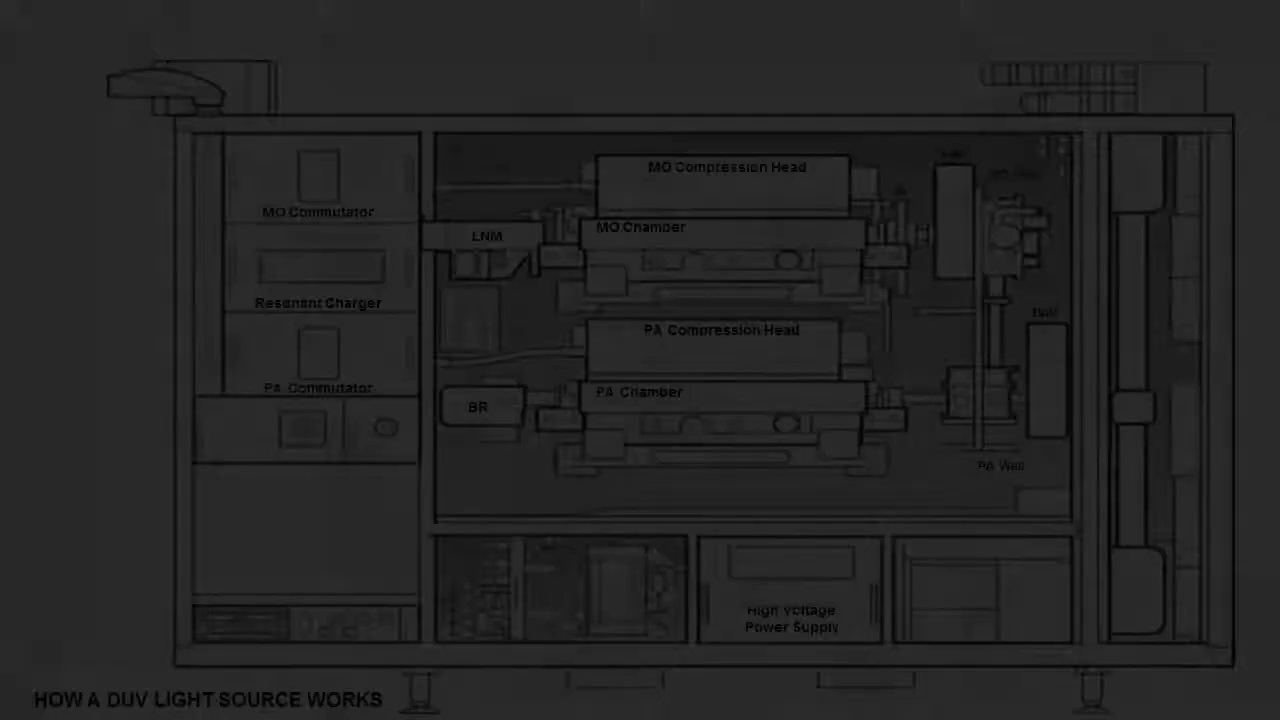 MO Compression Head
MO Commutator
MO Chamber
LNM
Resonant Charger
PA Compression Head
PA Commutator
PA Chamber
BR
PA
High Voltage
Power Supply
HOW A DUV LIGHT SOURCE WORKS